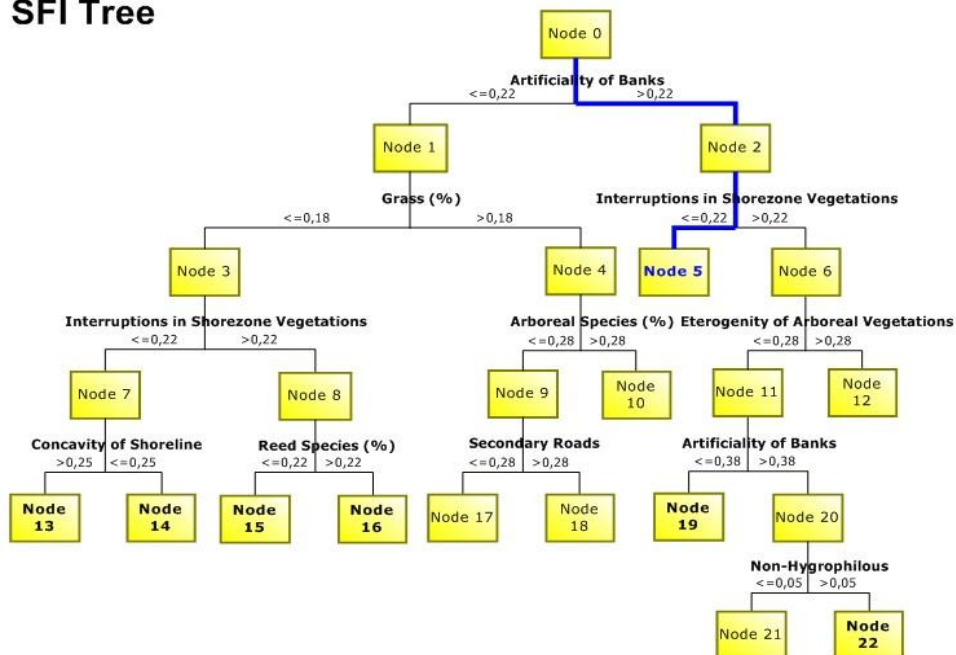 SFI Tree
Node 0
Artificiality of Banks
<=0,22 >0,22
Node 1 Node 2
Grass (%) Interruptions in Shorezone Vegetations
<=0,18 >0,18 <=0,22 >0,22
Node 3 Node 4 Node 5 Node 6
Interruptions in Shorezone Vegetations Arboreal Species (%) Eterogenity of Arboreal Vegetations
<=0,22 >0,22 <=0,28 >0,28 <=0,28 >0,28
Node 7 Node 8 Node 9 Node 10 Node 11 Node 12
Concavity of Shoreline Reed Species (%) Secondary Roads Artificiality of Banks
>0,25 <=0,25 <=0,22 >0,22 <=0,28 >0,28 <=0,38 >0,38
Node 13 Node 14 Node 15 Node 16 Node 17 Node 18 Node 19 Node 20
Non-Hygrophilous
<=0,05 >0,05
Node 21 Node 22